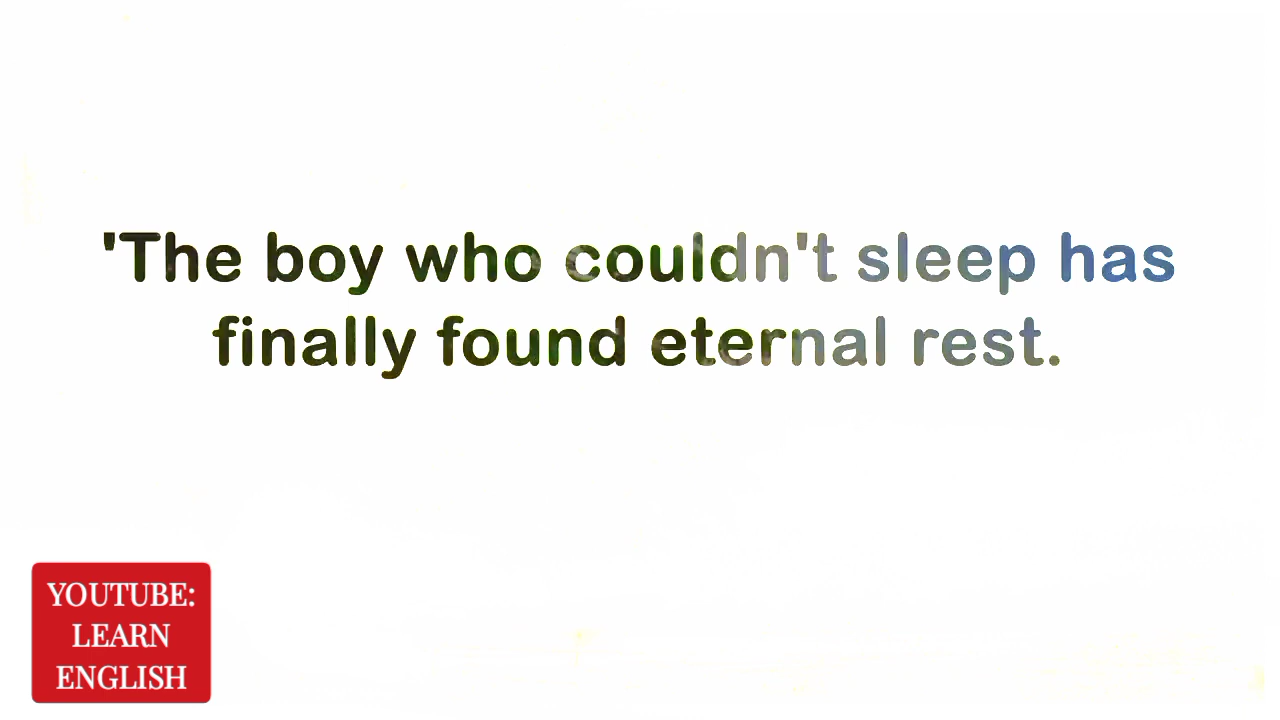 'The boy who couldn't sleep has
finally found eternal rest.
YOUTUBE:
LEARN
ENGLISH